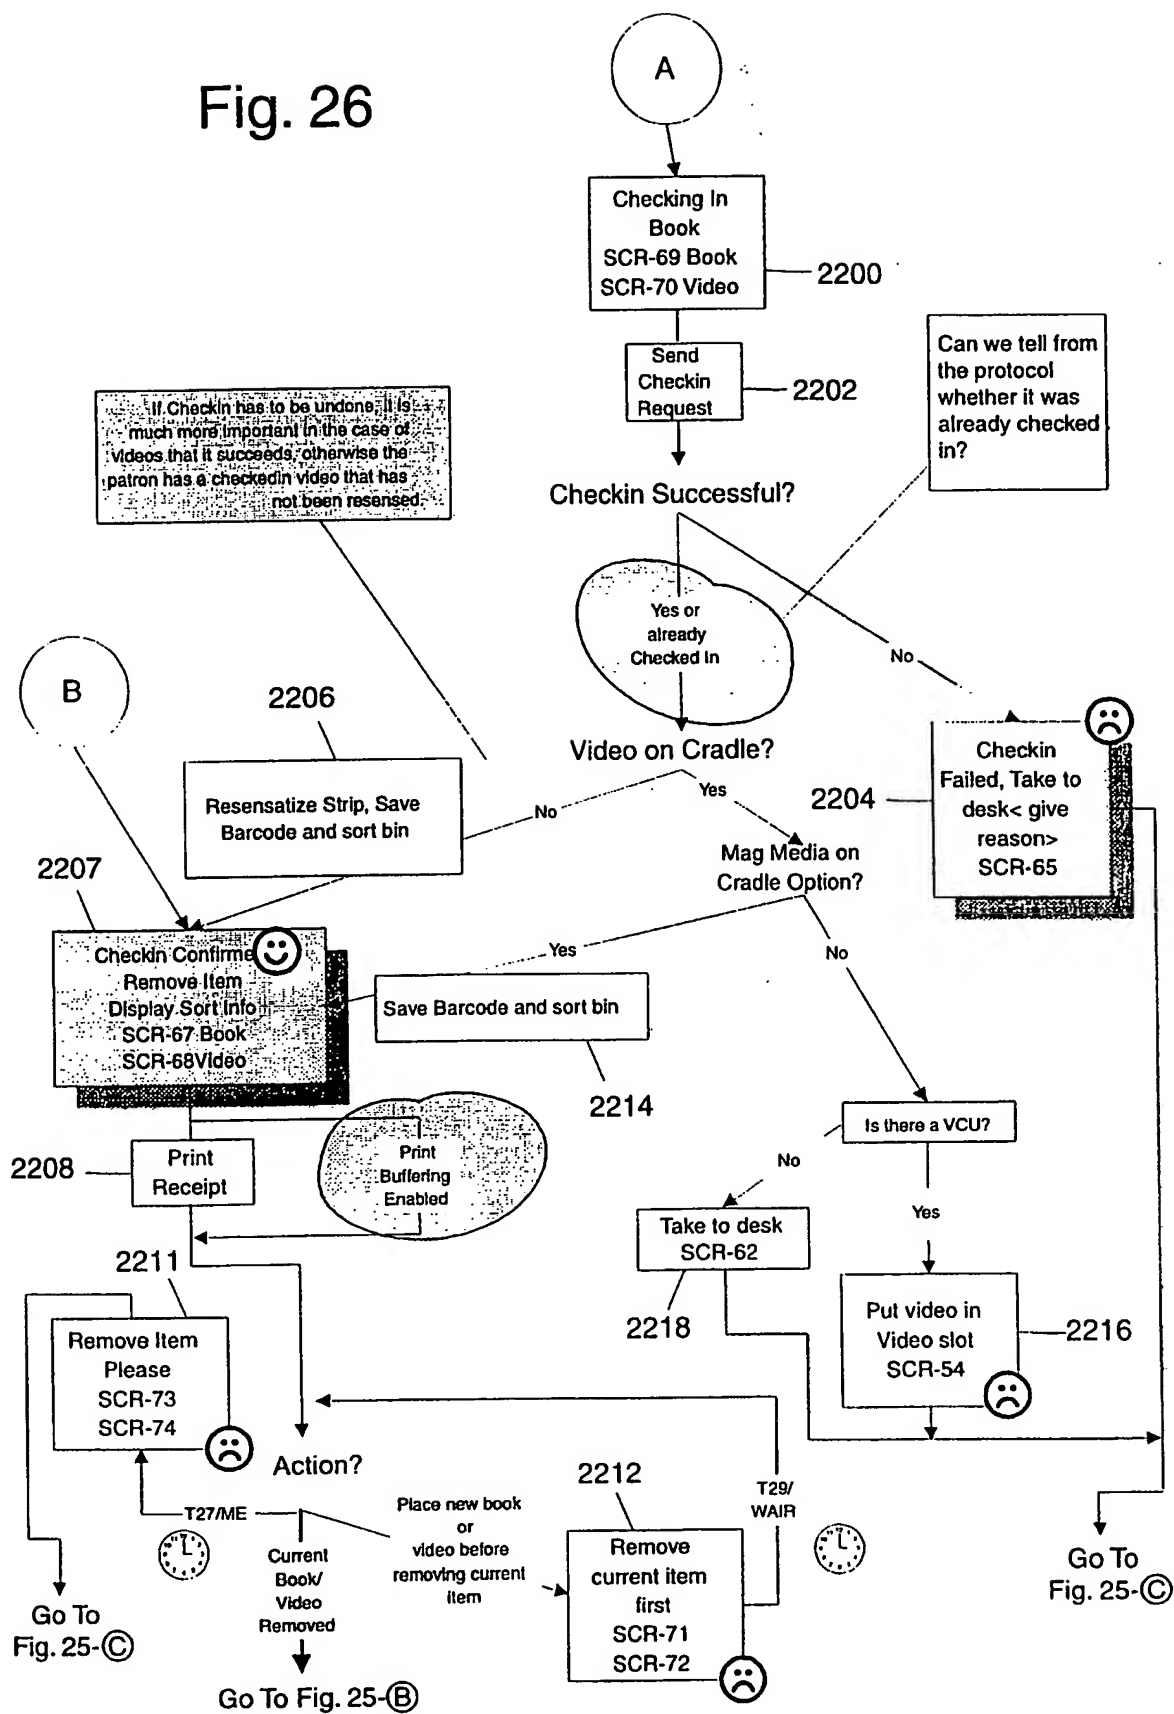 Fig. 26
A
Checking In
Book
SCR-69 Book
SCR-70 Video
2200
Send
Checkin
Request
2202
Can we tell from
the protocol
whether it was
already checked
in?
If Checkin has to be undone, it is
much more important in the case of
videos that it succeeds, otherwise the
patron has a checkedin video that has
not been resensed.
Checkin Successful?
Yes or
already
Checked In
No
B
2206
Resensatize Strip, Save
Barcode and sort bin
Video on Cradle?
No
Yes
2204
Checkin
Failed, Take to
desk< give
reason>
SCR-65
Mag Media on
Cradle Option?
2207
Checkin Confirme
Remove Item
Display Sort Info
SCR-67 Book
SCR-68Video
Yes
No
Save Barcode and sort bin
2214
Is there a VCU?
2208
Print
Receipt
Print
Buffering
Enabled
No
Yes
Take to desk
SCR-62
2218
Put video in
Video slot
SCR-54
2216
2211
Remove Item
Please
SCR-73
SCR-74
Action?
T27/ME
Current
Book/
Video
Removed
Place new book
or
video before
removing current
item
2212
Remove
current item
first
SCR-71
SCR-72
T29/
WAIR
Go To
Fig. 25-C
Go To Fig. 25-B
Go To
Fig. 25-C